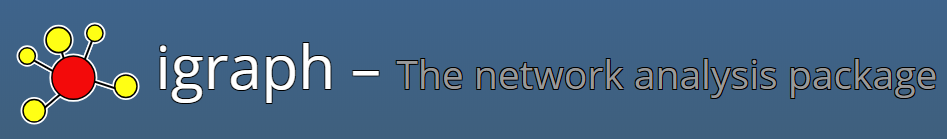 igraph – The network analysis package